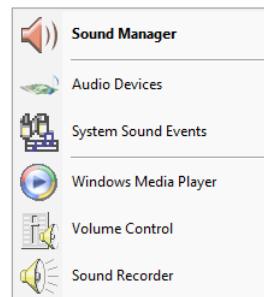 Sound Manager
Audio Devices
System Sound Events
Windows Media Player
Volume Control
Sound Recorder